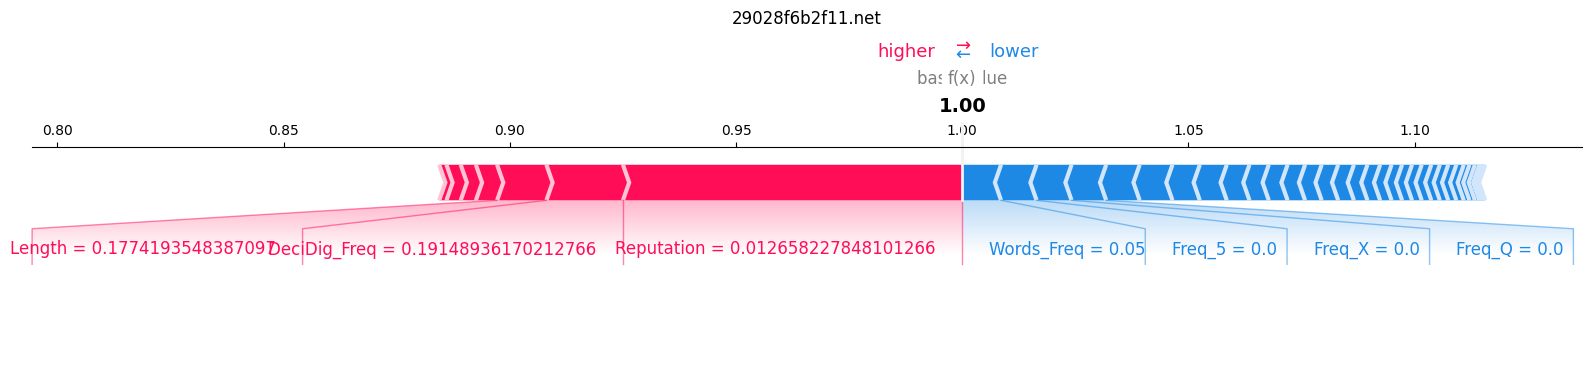 29028f6b2f11.net
higher ⇄ lower
f(x)
1.00
0.80 0.85 0.90 0.95 1.00 1.05 1.10
Length = 0.1774193548387097 DeciDig_Freq = 0.19148936170212766 Reputation = 0.012658227848101266 Words_Freq = 0.05 Freq_5 = 0.0 Freq_X = 0.0 Freq_Q = 0.0